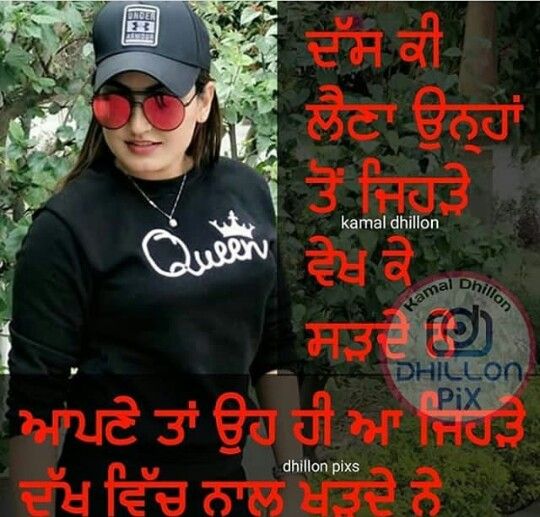 UNDER
ARMOUR
ਦੱਸ ਕੀ
ਲੈਣਾ ਉਨ੍ਹਾਂ
ਤੋਂ ਜਿਹੜੇ
kamal dhillon
ਵੇਖ ਕੇ
ਸੜਦੇ ਨੇ
Queen
Kamal Dhillon
DHILLON
PiX
ਆਪਣੇ ਤਾਂ ਉਹ ਹੀ ਆ ਜਿਹੜੇ
dhillon pixs
ਦੱਖ ਵਿੱਚ ਨਾਲ ਖੜਦੇ ਨੇ